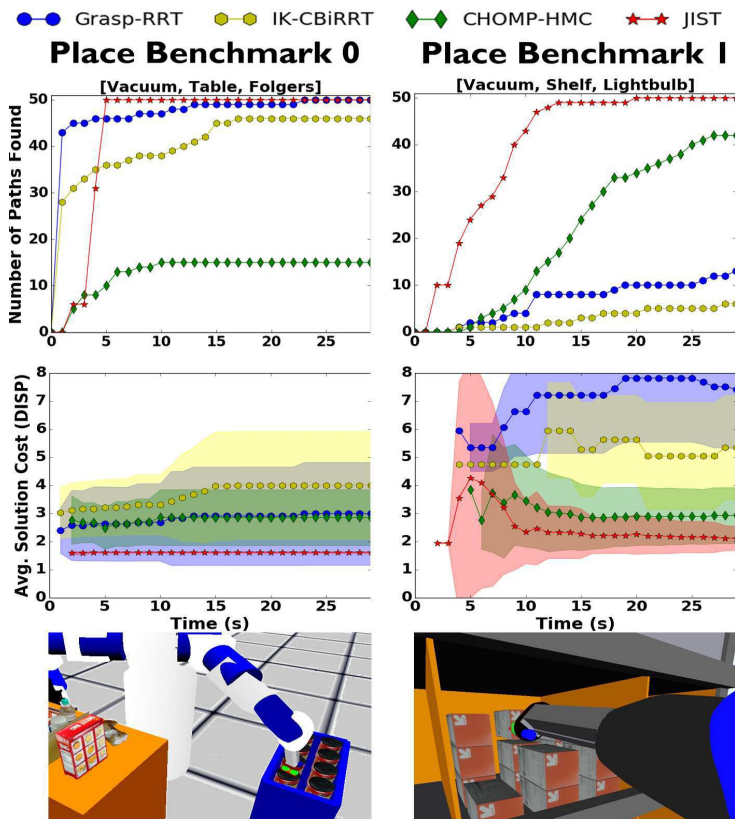 Grasp-RRT IK-CBiRRT CHOMP-HMC JIST
Place Benchmark 0 Place Benchmark 1
[Vacuum, Table, Folgers] [Vacuum, Shelf, Lightbulb]
Number of Paths Found
50
40
30
20
10
0
0 5 10 15 20 25
50
40
30
20
10
0
0 5 10 15 20 25
Avg. Solution Cost (DISP)
8
7
6
5
4
3
2
1
0
0 5 10 15 20 25
Time (s)
8
7
6
5
4
3
2
1
0
0 5 10 15 20 25
Time (s)